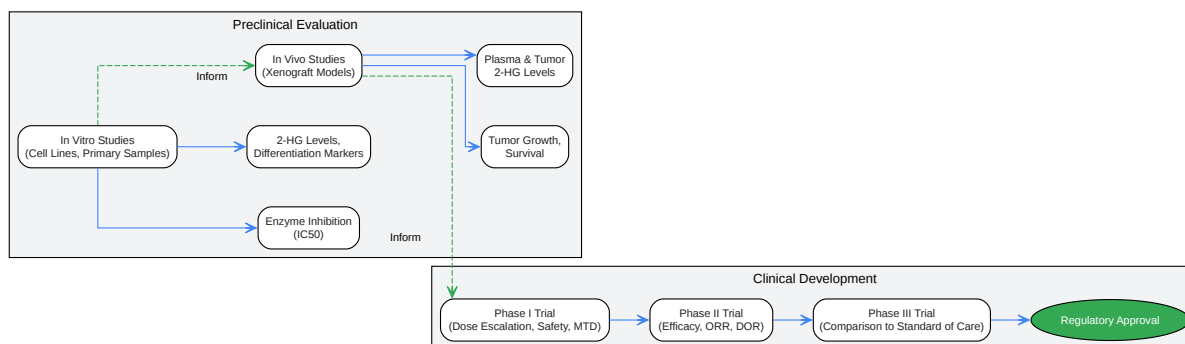 Preclinical Evaluation
In Vivo Studies
(Xenograft Models)
Plasma & Tumor
2-HG Levels
Inform
In Vitro Studies
(Cell Lines, Primary Samples)
2-HG Levels,
Differentiation Markers
Tumor Growth,
Survival
Enzyme Inhibition
(IC50)
Inform
Clinical Development
Phase I Trial
(Dose Escalation, Safety, MTD)
Phase II Trial
(Efficacy, ORR, DOR)
Phase III Trial
(Comparison to Standard of Care)
Regulatory Approval